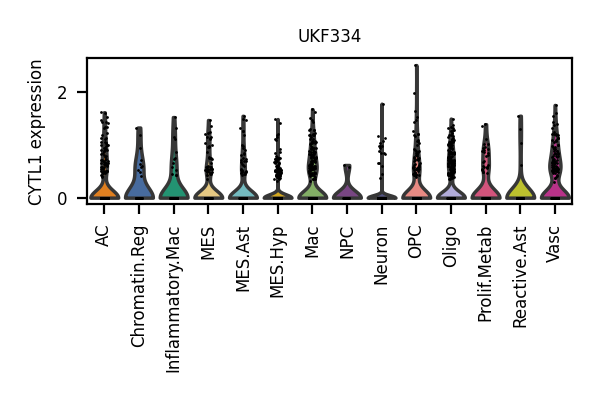 UKF334
CYTL1 expression
2
0
AC
Chromatin.Reg
Inflammatory.Mac
MES
MES.Ast
MES.Hyp
Mac
NPC
Neuron
OPC
Oligo
Prolif.Metab
Reactive.Ast
Vasc